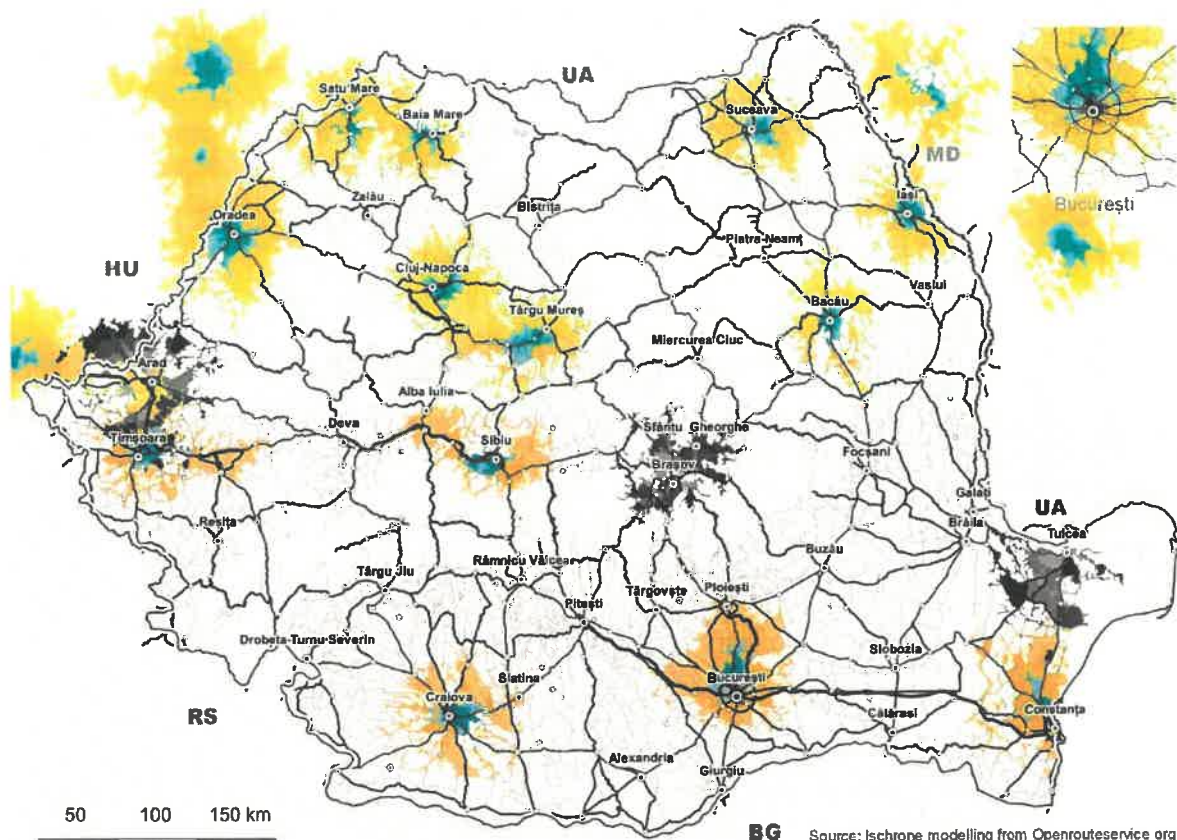 UA
Satu Mare
Baia Mare
Suceava
MD
Zalău
Bistrița
Iași
București
Oradea
HU
Piatra-Neamț
Cluj-Napoca
Târgu Mureș
Bacău
Vaslui
Miercurea Ciuc
Arad
Alba Iulia
Deva
Sfântu Gheorghe
Timșoara
Sibiu
Brașov
Focșani
Galați
UA
Reșița
Brăila
Tulcea
Buzău
Râmnicu Vâlcea
Târgu Jiu
Târgovște
Ploiești
Pitești
Drobeta-Turnu Severin
Slobozia
Slatina
București
Craiova
Constanța
RS
Călărași
Alexandria
Giurgiu
50 100 150 km
BG
Source: Ischrone modelling from Openrouteservice org